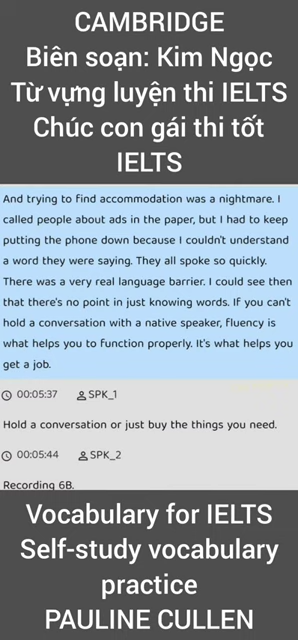 CAMBRIDGE
Biên soạn: Kim Ngọc
Từ vựng luyện thi IELTS
Chúc con gái thi tốt
IELTS
And trying to find accommodation was a nightmare. I
called people about ads in the paper, but I had to keep
putting the phone down because I couldn't understand
a word they were saying. They all spoke so quickly.
There was a very real language barrier. I could see then
that there's no point in just knowing words. If you can't
hold a conversation with a native speaker, fluency is
what helps you to function properly. It's what helps you
get a job.
00:05:37 SPK_1
Hold a conversation or just buy the things you need.
00:05:44 SPK_2
Recording 6B.
Vocabulary for IELTS
Self-study vocabulary
practice
PAULINE CULLEN